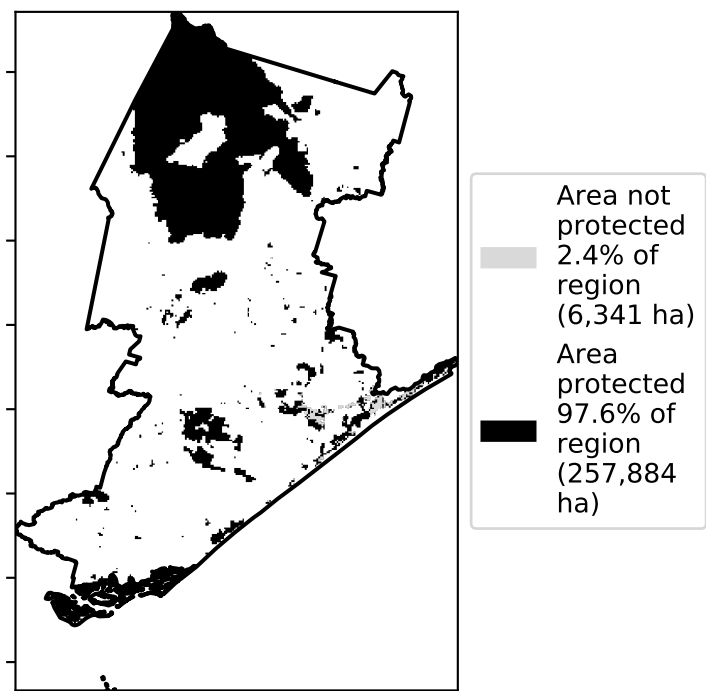 Area not
protected
2.4% of
region
(6,341 ha)
Area
protected
97.6% of
region
(257,884
ha)